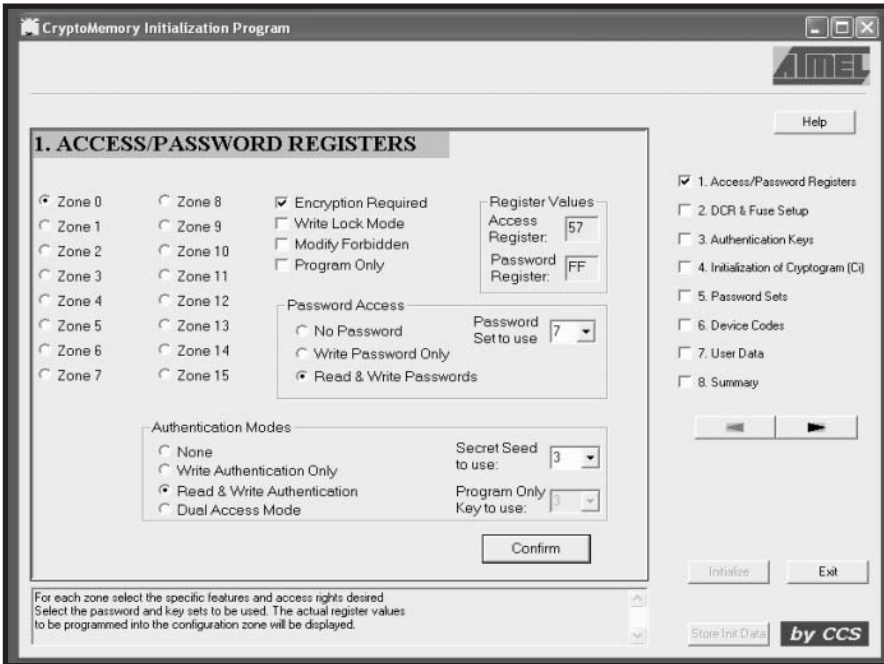 CryptoMemory Initialization Program
ATMEL
Help
1. ACCESS/PASSWORD REGISTERS
Zone 0
Zone 1
Zone 2
Zone 3
Zone 4
Zone 5
Zone 6
Zone 7
Zone 8
Zone 9
Zone 10
Zone 11
Zone 12
Zone 13
Zone 14
Zone 15
Encryption Required
Write Lock Mode
Modify Forbidden
Program Only
Register Values
Access
Register: 57
Password
Register: FF
Password Access
No Password
Write Password Only
Read & Write Passwords
Password
Set to use 7
Authentication Modes
None
Write Authentication Only
Read & Write Authentication
Dual Access Mode
Secret Seed
to use: 3
Program Only
Key to use: 3
Confirm
For each zone select the specific features and access rights desired
Select the password and key sets to be used. The actual register values
to be programmed into the configuration zone will be displayed.
1. Access/Password Registers
2. DCR & Fuse Setup
3. Authentication Keys
4. Initialization of Cryptogram (Ci)
5. Password Sets
6. Device Codes
7. User Data
8. Summary
Initialize
Exit
Store Init Data
by CCS